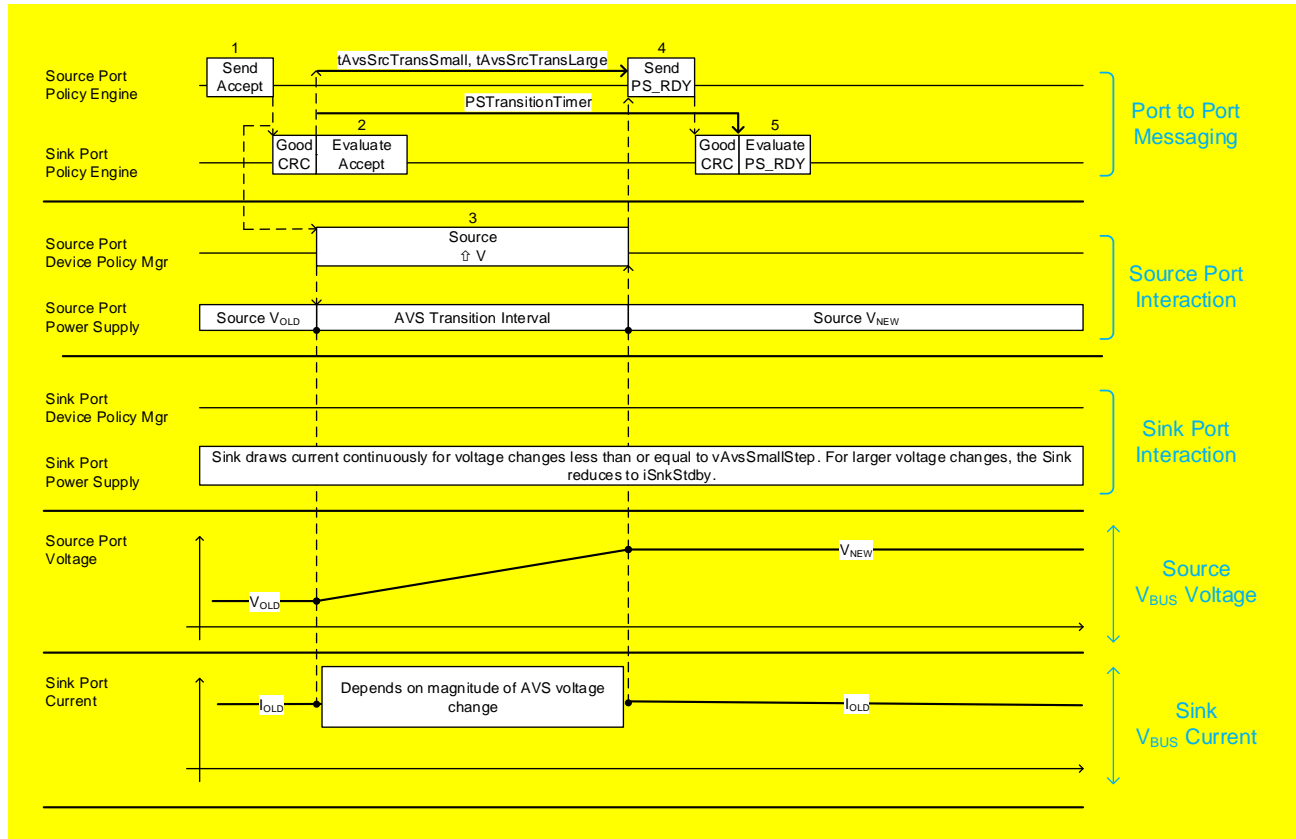 1
Send
Accept
tAvsSrcTransSmall, tAvsSrcTransLarge
4
Send
PS_RDY
Source Port
Policy Engine
PSTransitionTimer
Port to Port
Messaging
2
5
Good
CRC
Evaluate
Accept
Good
CRC
Evaluate
PS_RDY
Sink Port
Policy Engine
3
Source
⇧ V
Source Port
Device Policy Mgr
Source Port
Interaction
Source Port
Power Supply
Source VOLD
AVS Transition Interval
Source VNEW
Sink Port
Device Policy Mgr
Sink Port
Interaction
Sink Port
Power Supply
Sink draws current continuously for voltage changes less than or equal to vAvsSmallStep. For larger voltage changes, the Sink
reduces to iSnkStdby.
Source Port
Voltage
VNEW
VOLD
Source
VBUS Voltage
Sink Port
Current
Depends on magnitude of AVS voltage
change
IOLD
IOLD
Sink
VBUS Current